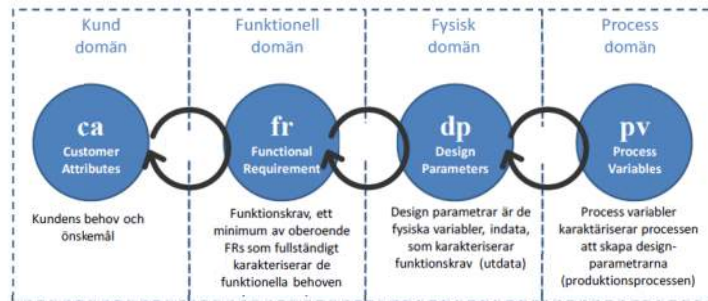 Kund
domän
ca
Customer
Attributes
Kundens behov och
önskemål
Funktionell
domän
fr
Functional
Requirement
Funktionskrav, ett
minimum av oberoende
FRs som fullständigt
karakteriserar de
funktionella behoven
Fysisk
domän
dp
Design
Parameters
Design parametrar är de
fysiska variabler, indata,
som karakteriserar
funktionskrav (utdata)
Process
domän
pv
Process
Variables
Process variabler
karaktäriserar processen
att skapa design-
parametrarna
(produktionsprocessen)